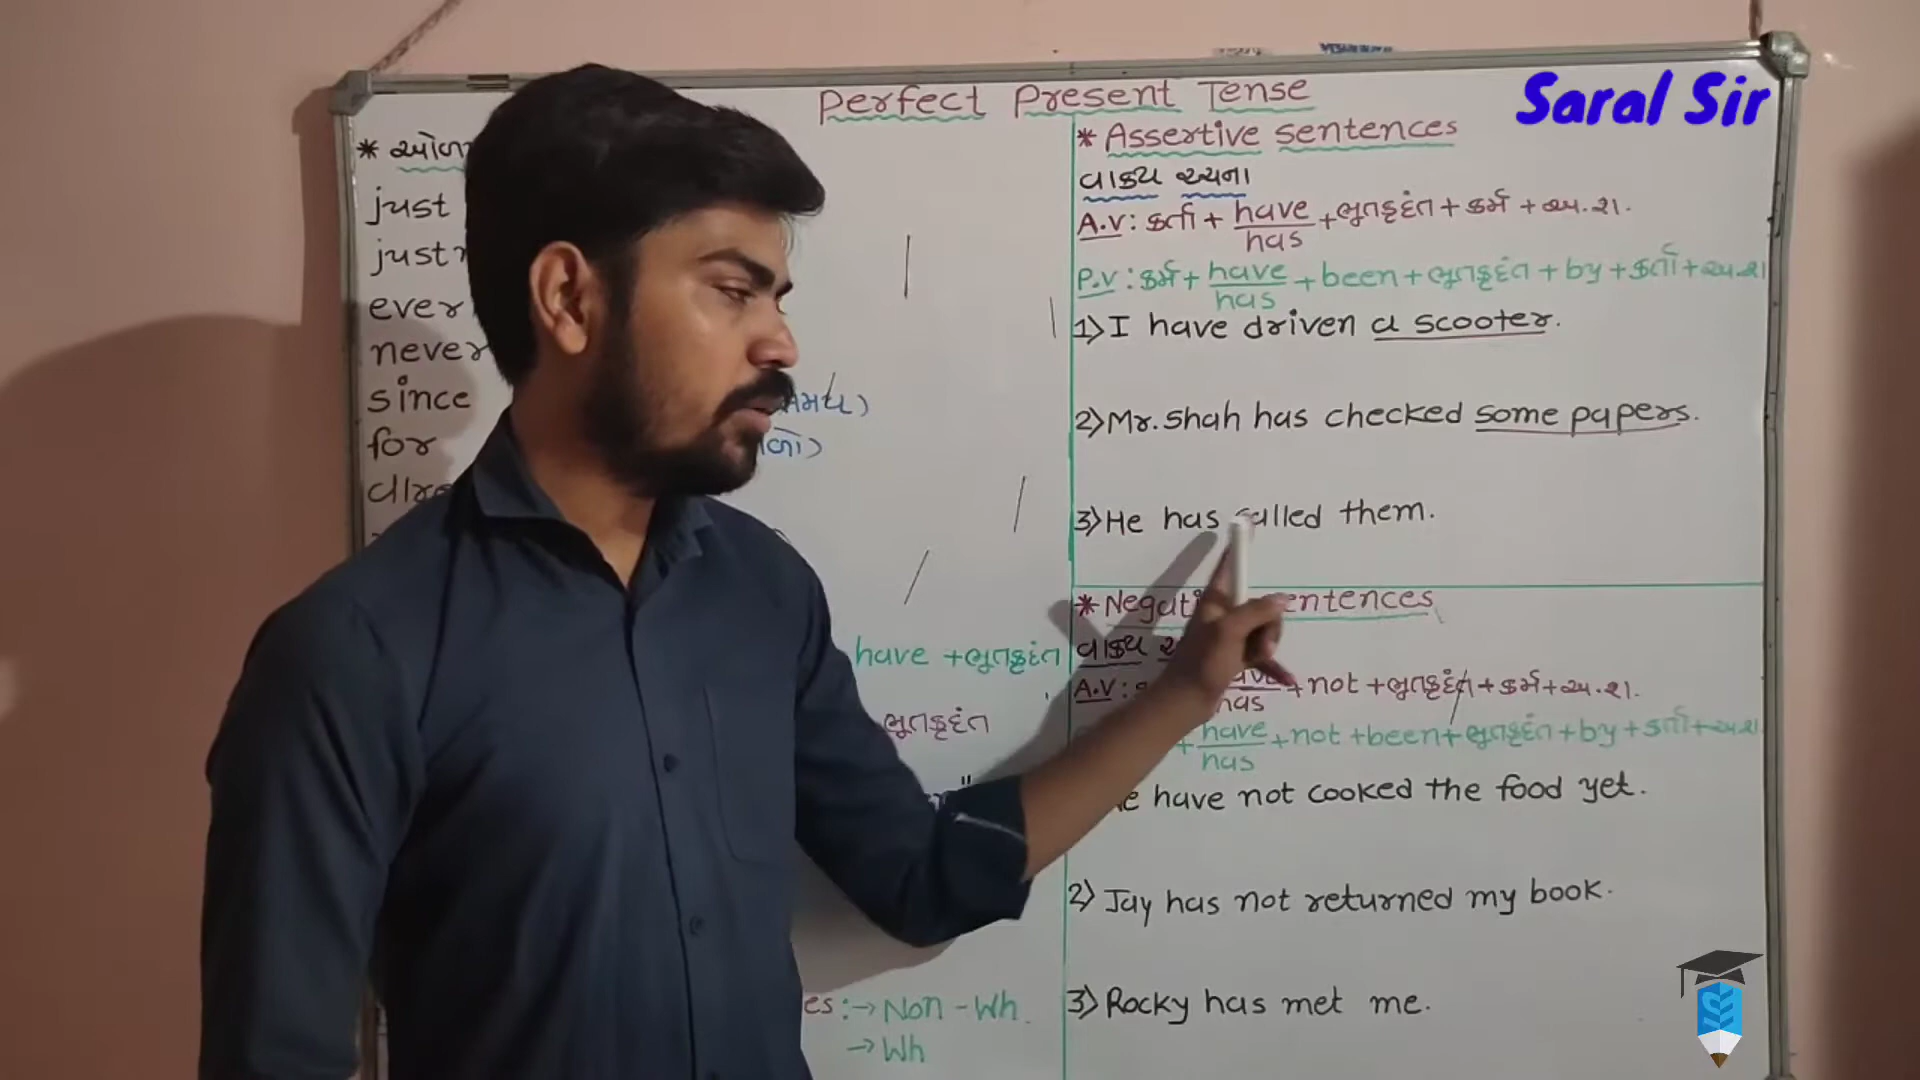 Perfect Present Tense
Saral Sir
just
just
ever
never
since
for
have + ભૂતકૃદંત
ભૂતકૃદંત
→ Non - Wh
→ Wh
* Assertive sentences
વાક્ય રચના
A.V : કર્તા + have/has + ભૂતકૃદંત + કર્મ + અ.શ.
P.V : કર્મ + have/has + been + ભૂતકૃદંત + by + કર્તા + અ.શ
1) I have driven a scooter.
2) Mr. Shah has checked some papers.
3) He has called them.
* Negative sentences
વાક્ય
A.V : + not + ભૂતકૃદંત + કર્મ + અ.શ.
+ have/has + not + been + ભૂતકૃદંત + by + કર્તા + અ.શ.
have not cooked the food yet.
2) Jay has not returned my book.
3) Rocky has met me.